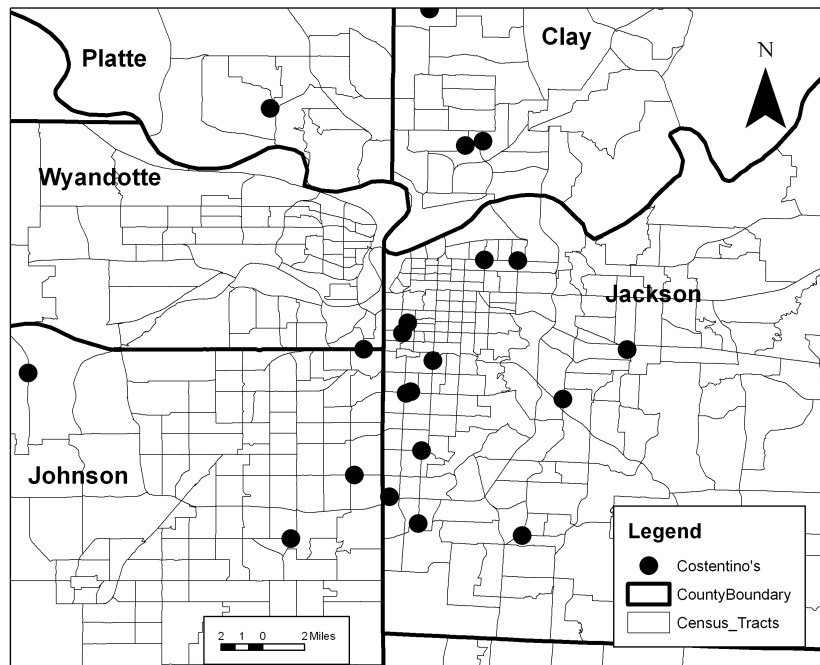 Platte
Clay
N
Wyandotte
Jackson
Johnson
Legend
Costentino's
CountyBoundary
Census_Tracts
2 1 0 2 Miles